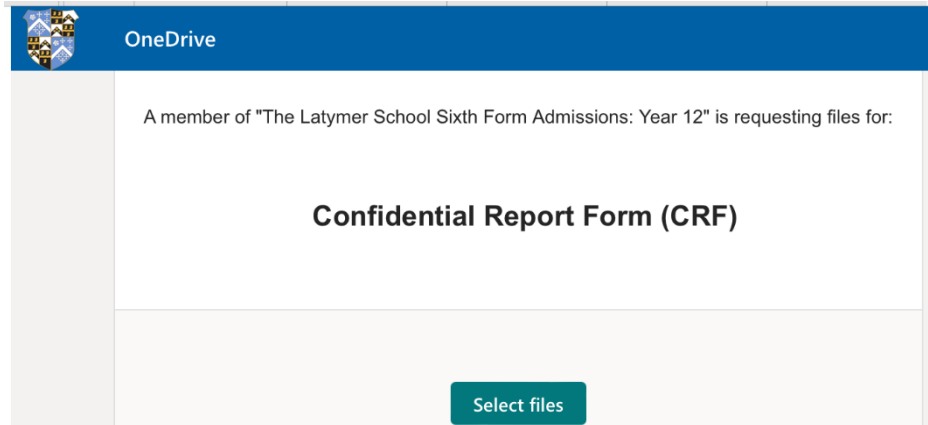 OneDrive
A member of "The Latymer School Sixth Form Admissions: Year 12" is requesting files for:
Confidential Report Form (CRF)
Select files